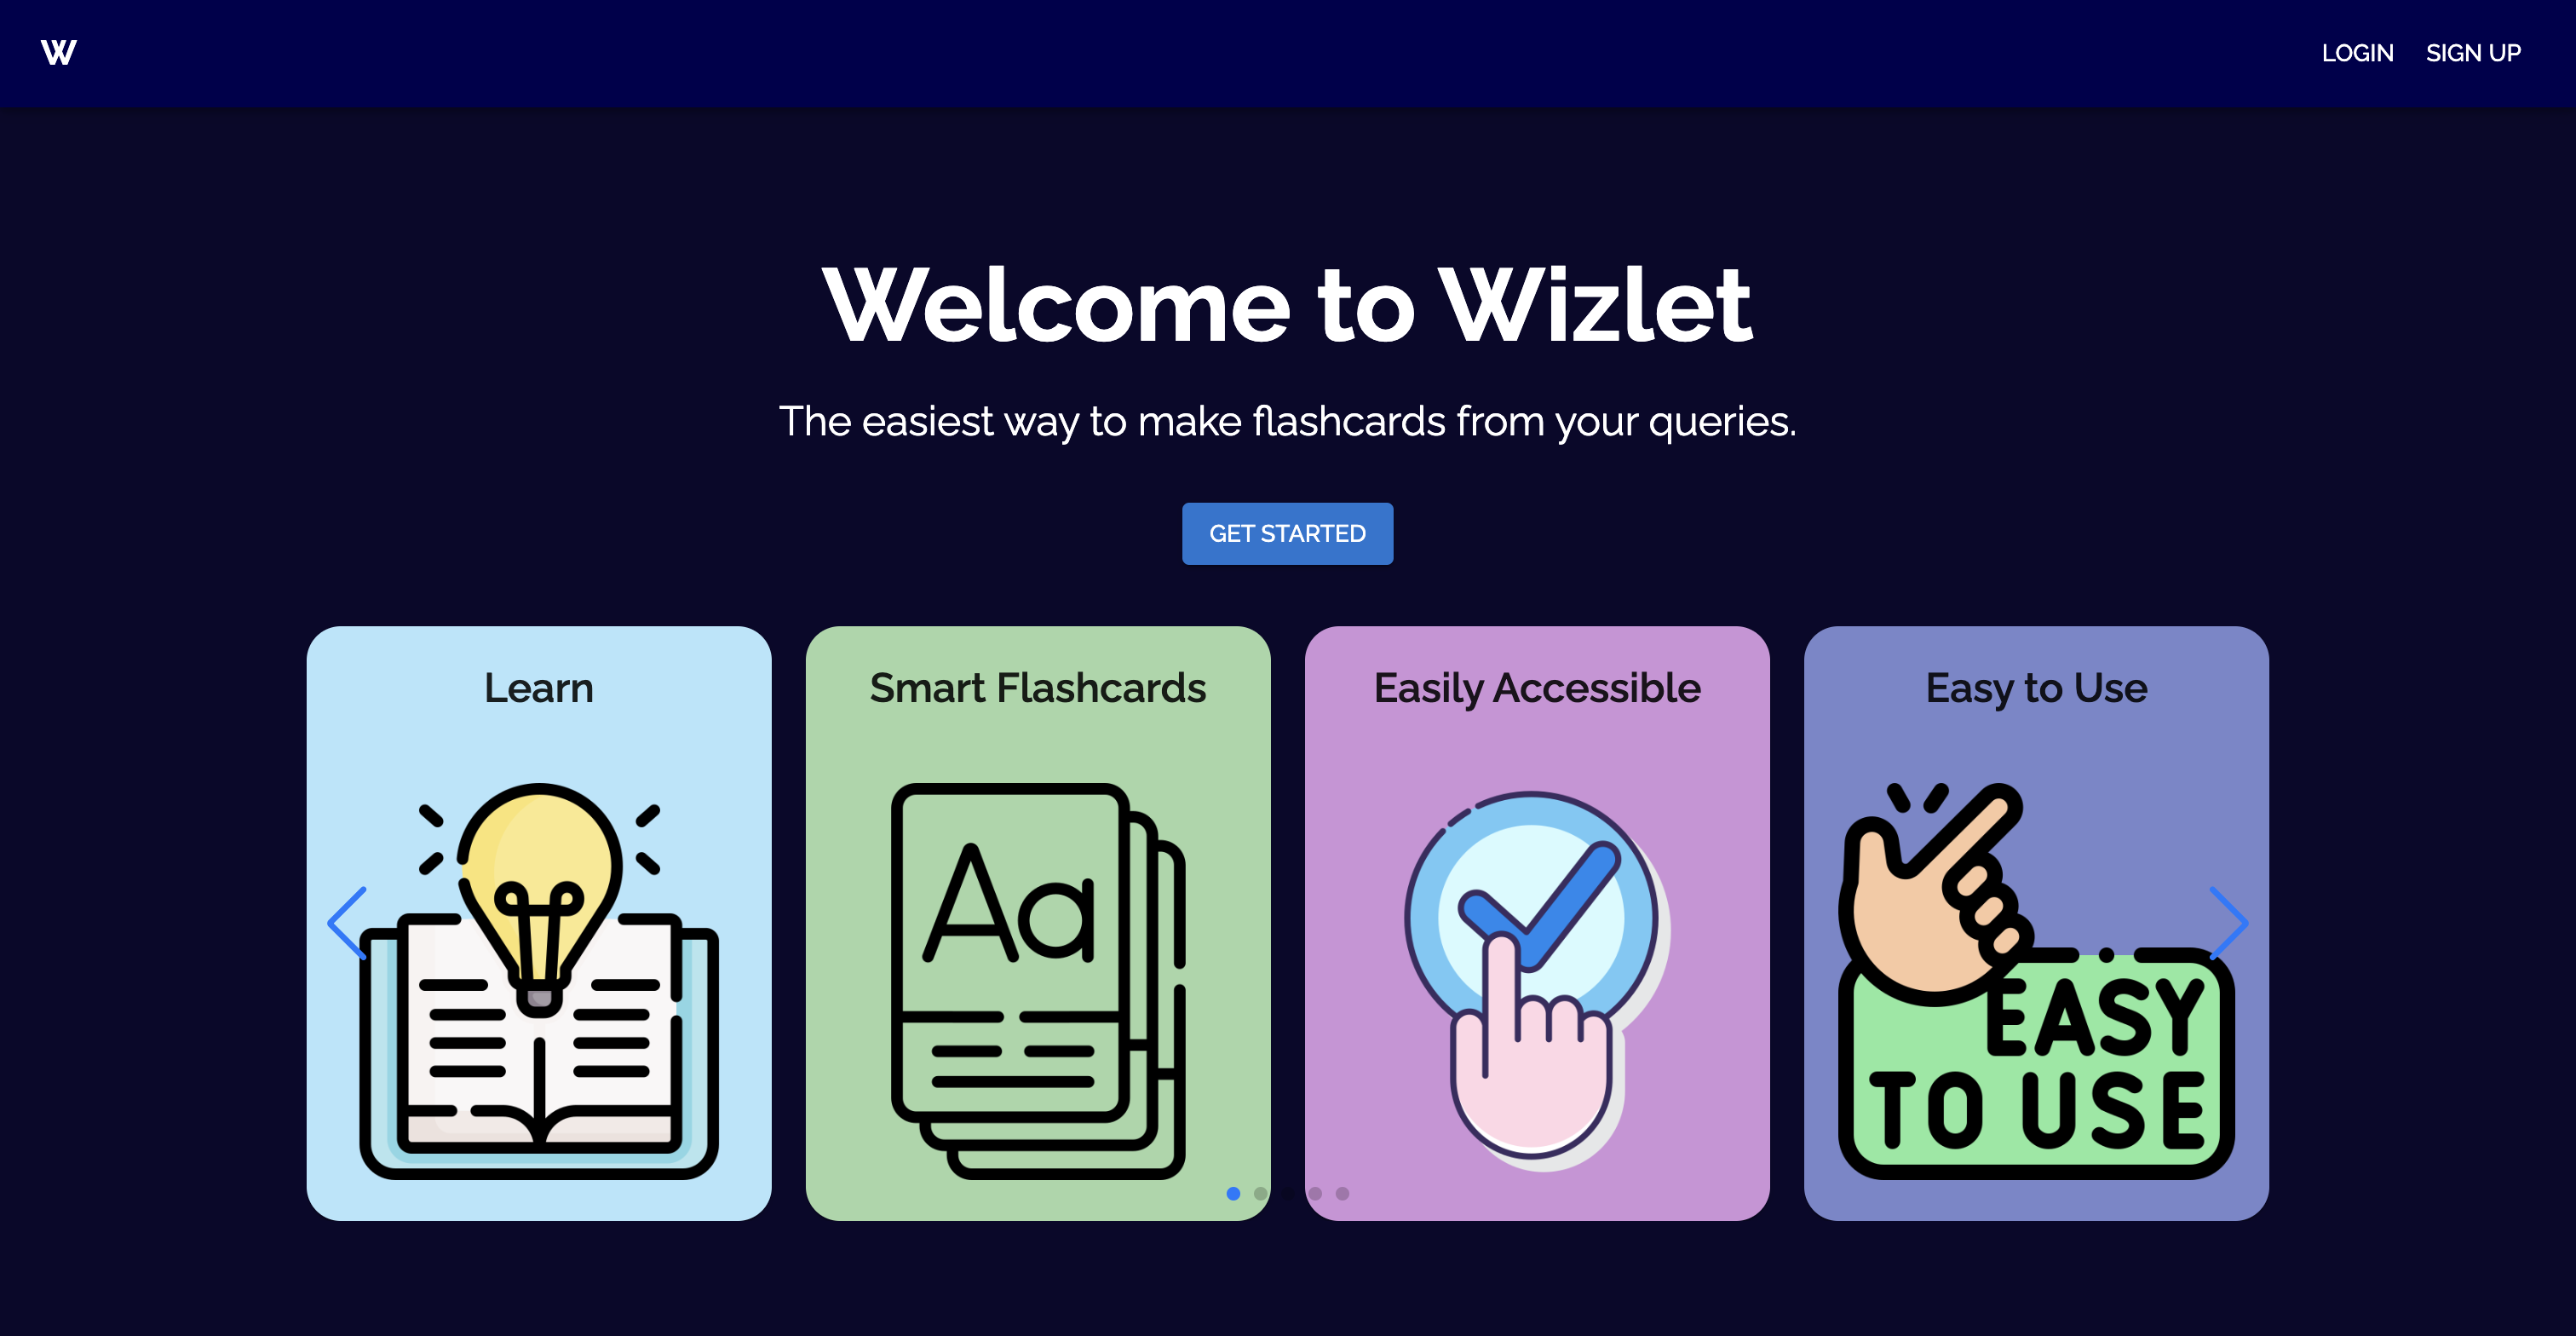 W
LOGIN SIGN UP
Welcome to Wizlet
The easiest way to make flashcards from your queries.
GET STARTED
Learn
Smart Flashcards
Easily Accessible
Easy to Use
Aa
EASY
TO USE